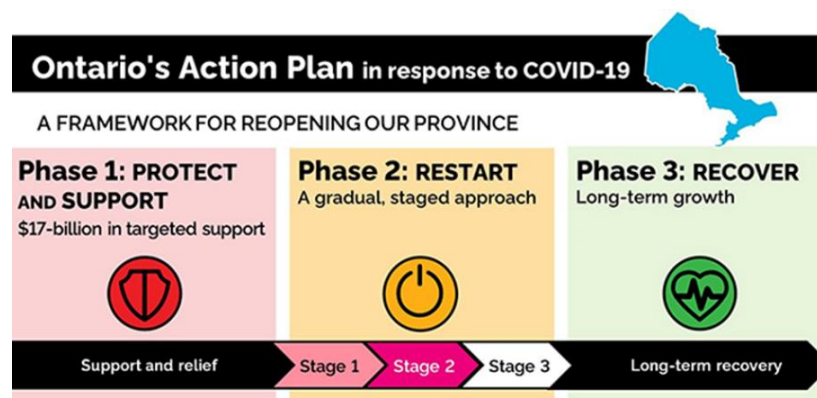 Ontario's Action Plan in response to COVID-19
A FRAMEWORK FOR REOPENING OUR PROVINCE
Phase 1: PROTECT
AND SUPPORT
$17-billion in targeted support
Phase 2: RESTART
A gradual, staged approach
Phase 3: RECOVER
Long-term growth
Support and relief
Stage 1
Stage 2
Stage 3
Long-term recovery